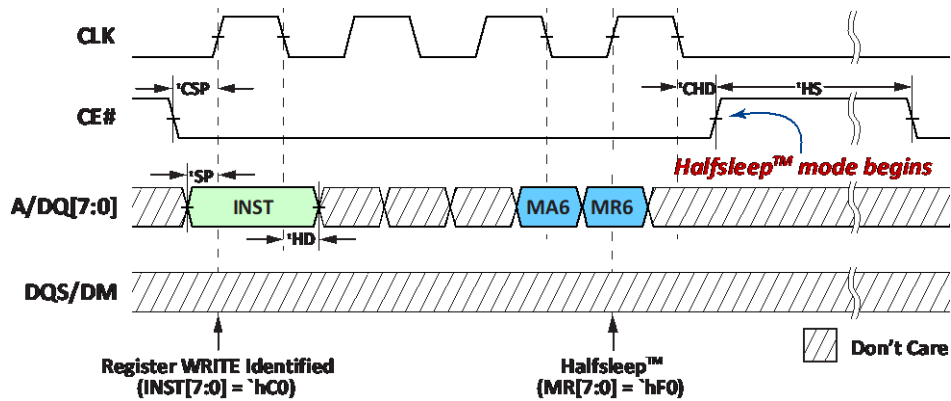 CLK
tCSP
tCHD
tHS
CE#
Halfsleep™ mode begins
tSP
A/DQ[7:0]
INST
MA6
MR6
tHD
DQS/DM
Register WRITE Identified
(INST[7:0] = `hC0)
Halfsleep™
(MR[7:0] = `hF0)
Don't Care